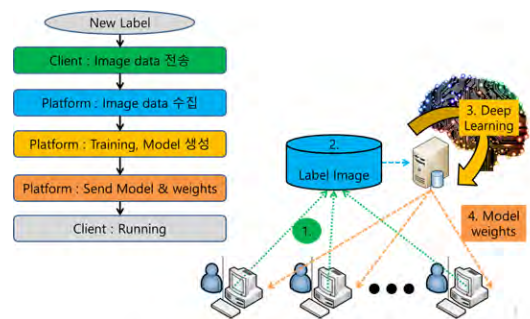 New Label
Client : Image data 전송
Platform : Image data 수집
Platform : Training, Model 생성
Platform : Send Model & weights
Client : Running
3. Deep
Learning
2.
Label Image
1.
4. Model
weights